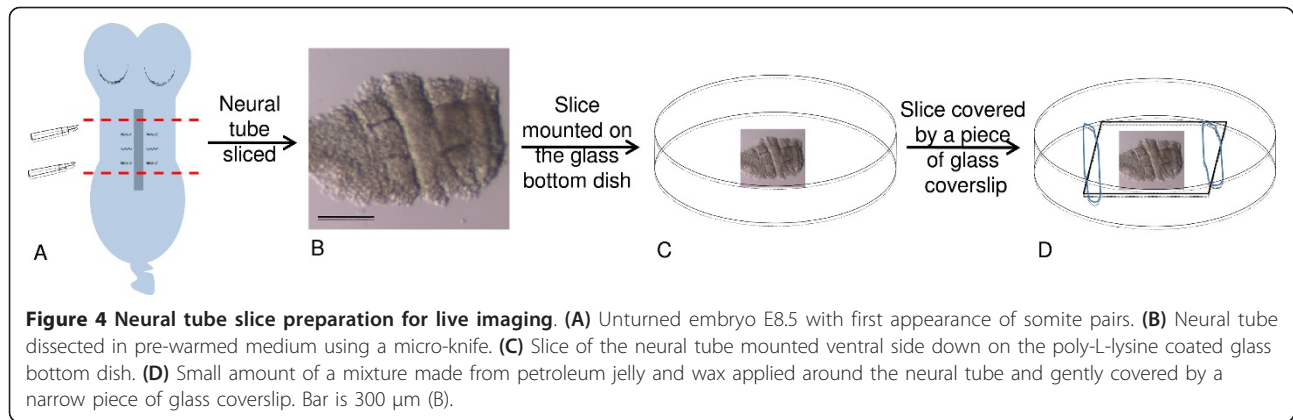 Neural
tube
sliced
Slice
mounted on
the glass
bottom dish
Slice covered
by a piece
of glass
coverslip
A
B
C
D
Figure 4 Neural tube slice preparation for live imaging. (A) Unturned embryo E8.5 with first appearance of somite pairs. (B) Neural tube
dissected in pre-warmed medium using a micro-knife. (C) Slice of the neural tube mounted ventral side down on the poly-L-lysine coated glass
bottom dish. (D) Small amount of a mixture made from petroleum jelly and wax applied around the neural tube and gently covered by a
narrow piece of glass coverslip. Bar is 300 μm (B).